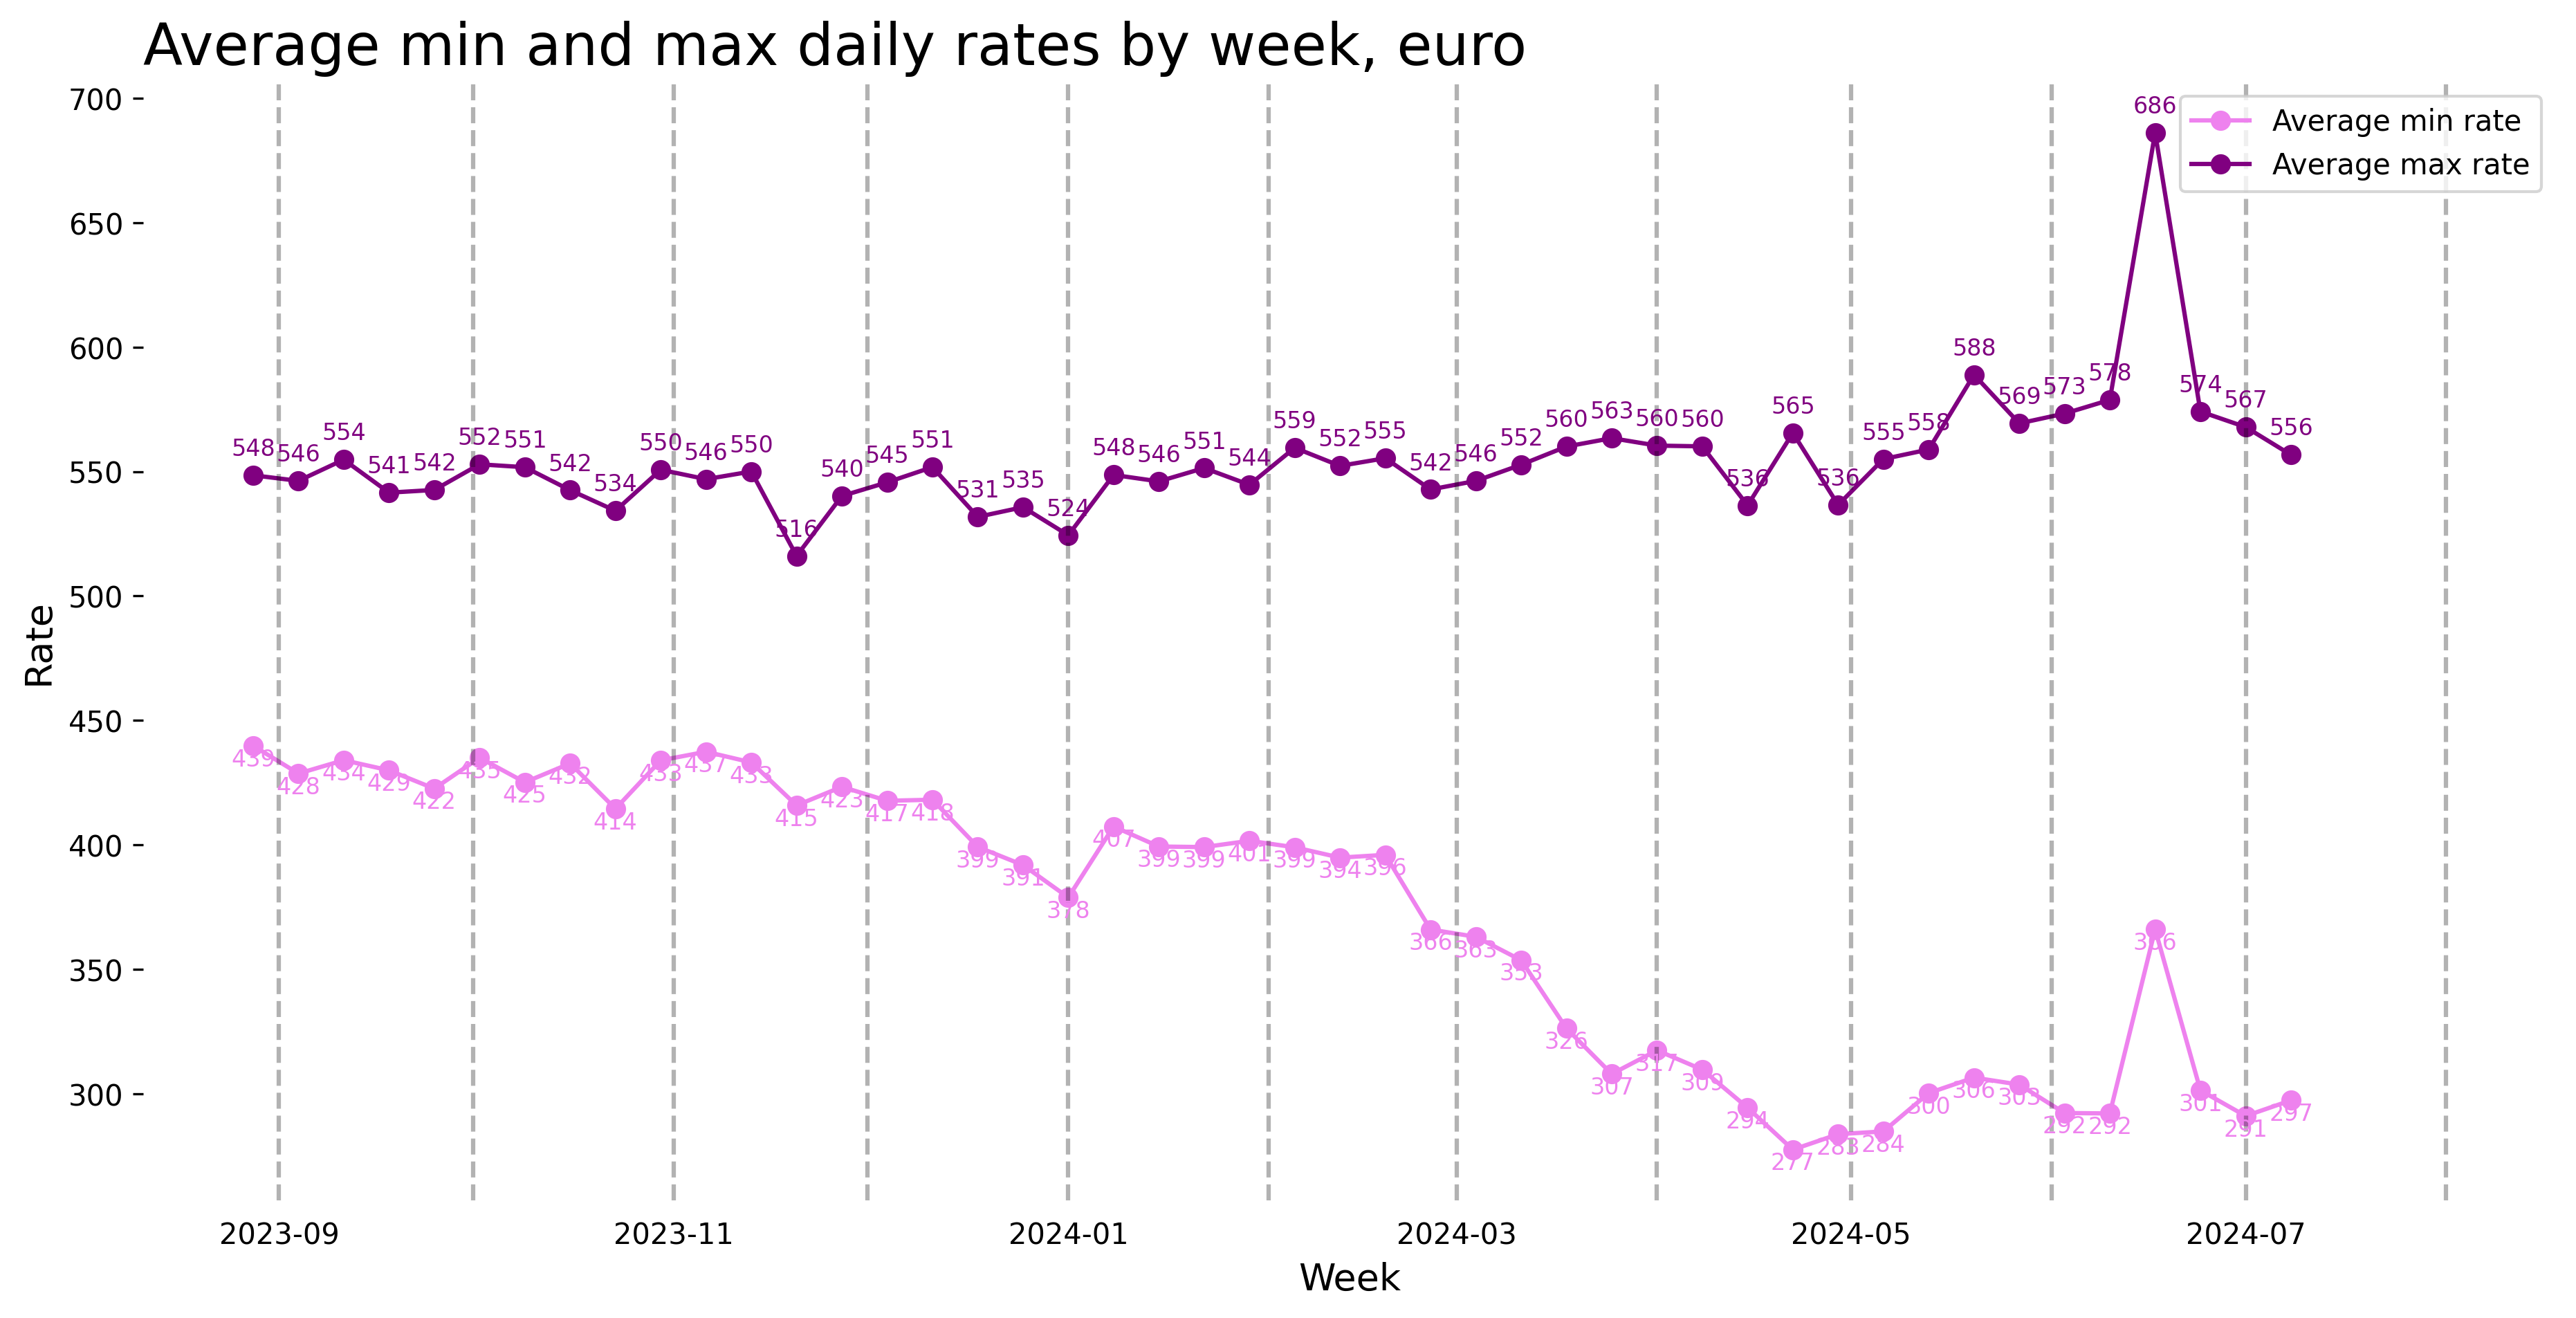 Average min and max daily rates by week, euro
Average min rate
Average max rate
Rate
700
650
600
550
500
450
400
350
300
548 546 554 541 542 552 551 542 534 550 546 550 516 540 545 551 531 535 524 548 546 551 544 559 552 555 542 546 552 560 563 560 560 536 565 536 555 558 588 569 573 578 686 574 567 556
439 428 434 429 422 435 425 432 414 433 437 433 415 423 417 418 399 391 378 407 399 399 401 399 394 396 366 363 353 326 307 317 309 294 277 283 284 300 306 303 292 292 366 301 291 297
2023-09 2023-11 2024-01 2024-03 2024-05 2024-07
Week